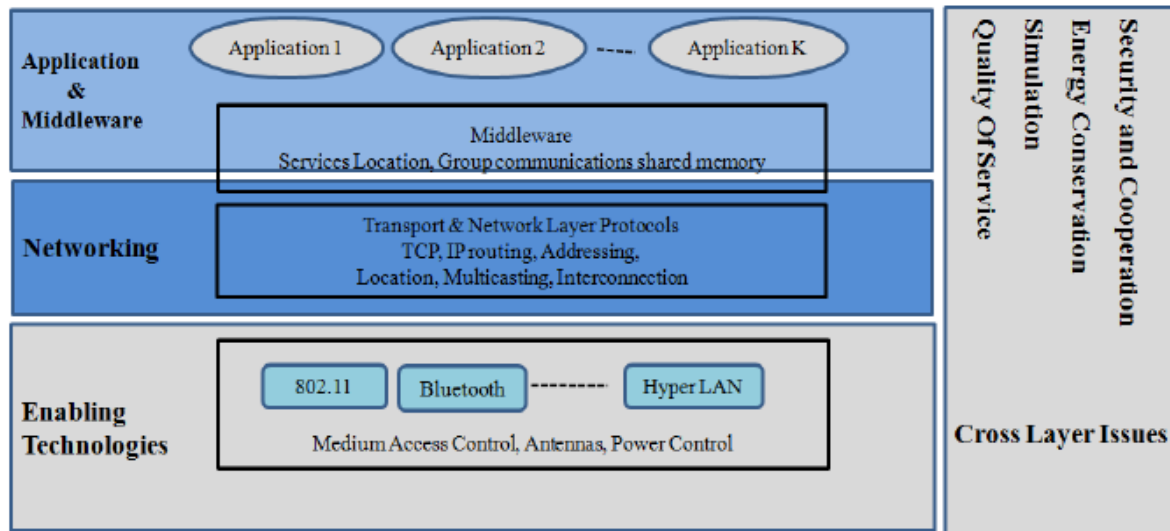 Application
&
Middleware
Application 1
Application 2
Application K
Middleware
Services Location, Group communications shared memory
Networking
Transport & Network Layer Protocols
TCP, IP routing, Addressing,
Location, Multicasting, Interconnection
Enabling
Technologies
802.11
Bluetooth
Hyper LAN
Medium Access Control, Antennas, Power Control
Security and Cooperation
Energy Conservation
Simulation
Quality Of Service
Cross Layer Issues